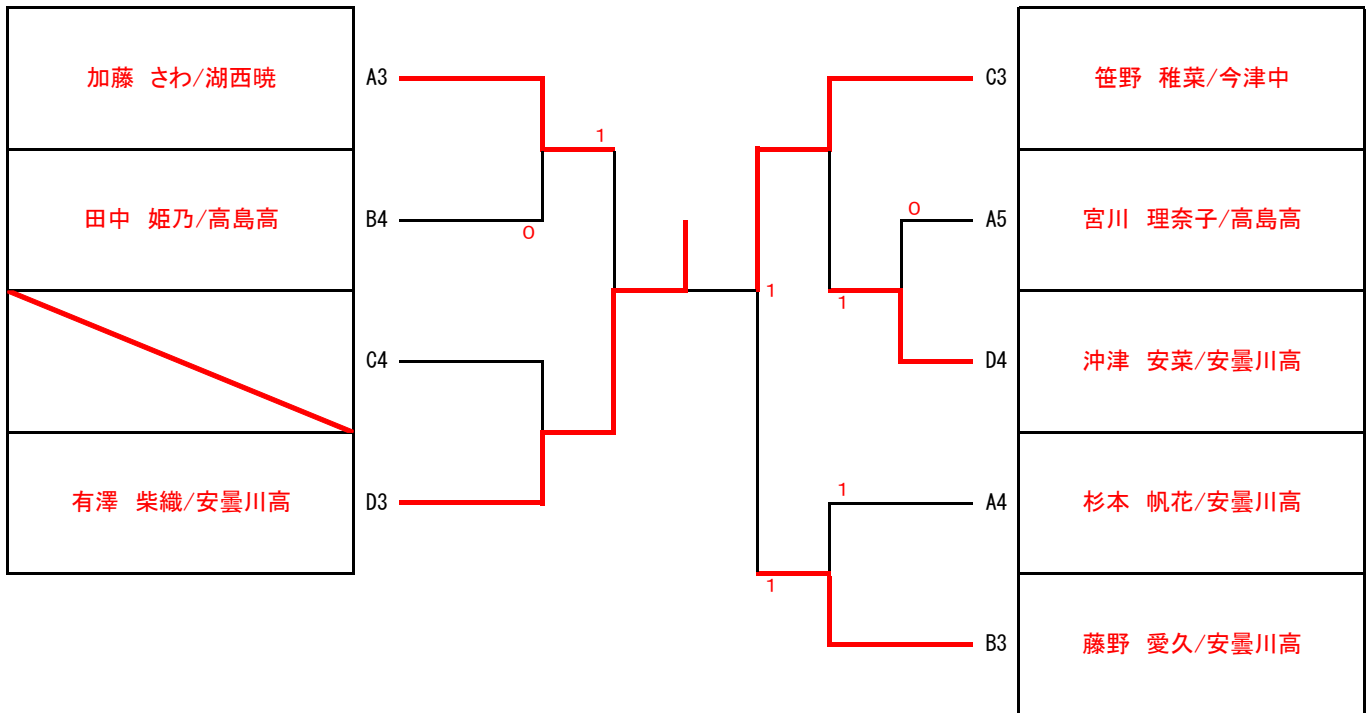 加藤　さわ/湖西暁
A3
1
田中　姫乃/高島高
B4
0
C4
有澤　柴織/安曇川高
D3
C3
笹野　稚菜/今津中
0
A5
宮川　理奈子/高島高
1
1
D4
沖津　安菜/安曇川高
1
A4
杉本　帆花/安曇川高
1
B3
藤野　愛久/安曇川高